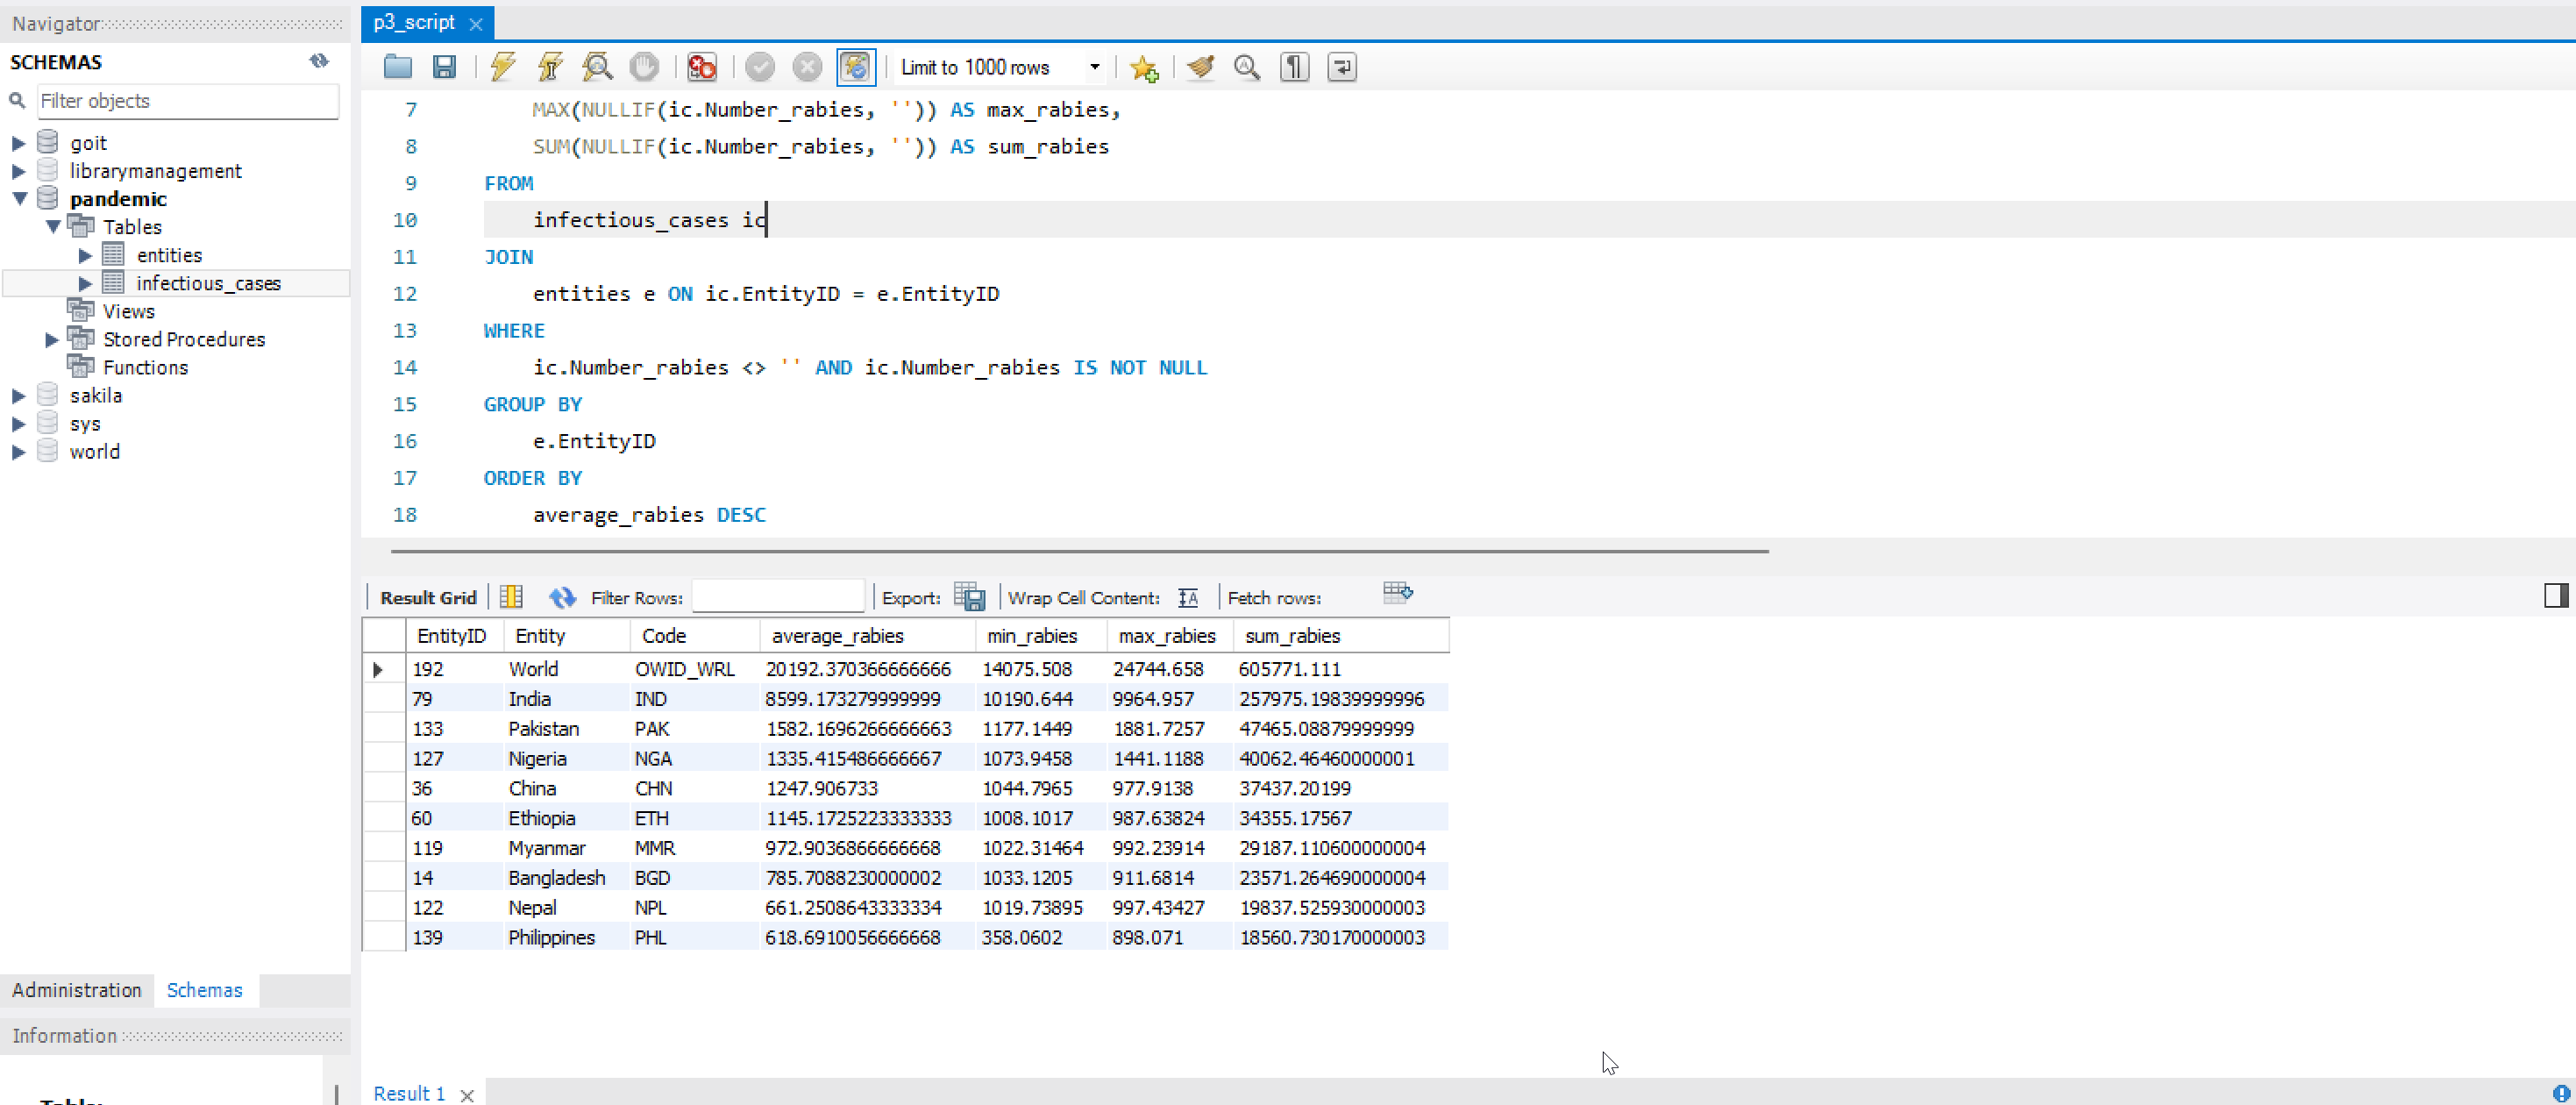 Navigator
SCHEMAS
Filter objects
goit
librarymanagement
pandemic
Tables
entities
infectious_cases
Views
Stored Procedures
Functions
sakila
sys
world
Administration Schemas
Information
p3_script
Limit to 1000 rows
7 MAX(NULLIF(ic.Number_rabies, '')) AS max_rabies,
8 SUM(NULLIF(ic.Number_rabies, '')) AS sum_rabies
9 FROM
10 infectious_cases ic
11 JOIN
12 entities e ON ic.EntityID = e.EntityID
13 WHERE
14 ic.Number_rabies <> '' AND ic.Number_rabies IS NOT NULL
15 GROUP BY
16 e.EntityID
17 ORDER BY
18 average_rabies DESC
Result Grid Filter Rows: Export: Wrap Cell Content: Fetch rows:
EntityID Entity Code average_rabies min_rabies max_rabies sum_rabies
192 World OWID_WRL 20192.370366666666 14075.508 24744.658 605771.111
79 India IND 8599.173279999999 10190.644 9964.957 257975.19839999996
133 Pakistan PAK 1582.1696266666663 1177.1449 1881.7257 47465.08879999999
127 Nigeria NGA 1335.415486666667 1073.9458 1441.1188 40062.46460000001
36 China CHN 1247.906733 1044.7965 977.9138 37437.20199
60 Ethiopia ETH 1145.1725223333333 1008.1017 987.63824 34355.17567
119 Myanmar MMR 972.9036866666668 1022.31464 992.23914 29187.110600000004
14 Bangladesh BGD 785.7088230000002 1033.1205 911.6814 23571.264690000004
122 Nepal NPL 661.2508643333334 1019.73895 997.43427 19837.525930000003
139 Philippines PHL 618.6910056666668 358.0602 898.071 18560.730170000003
Result 1